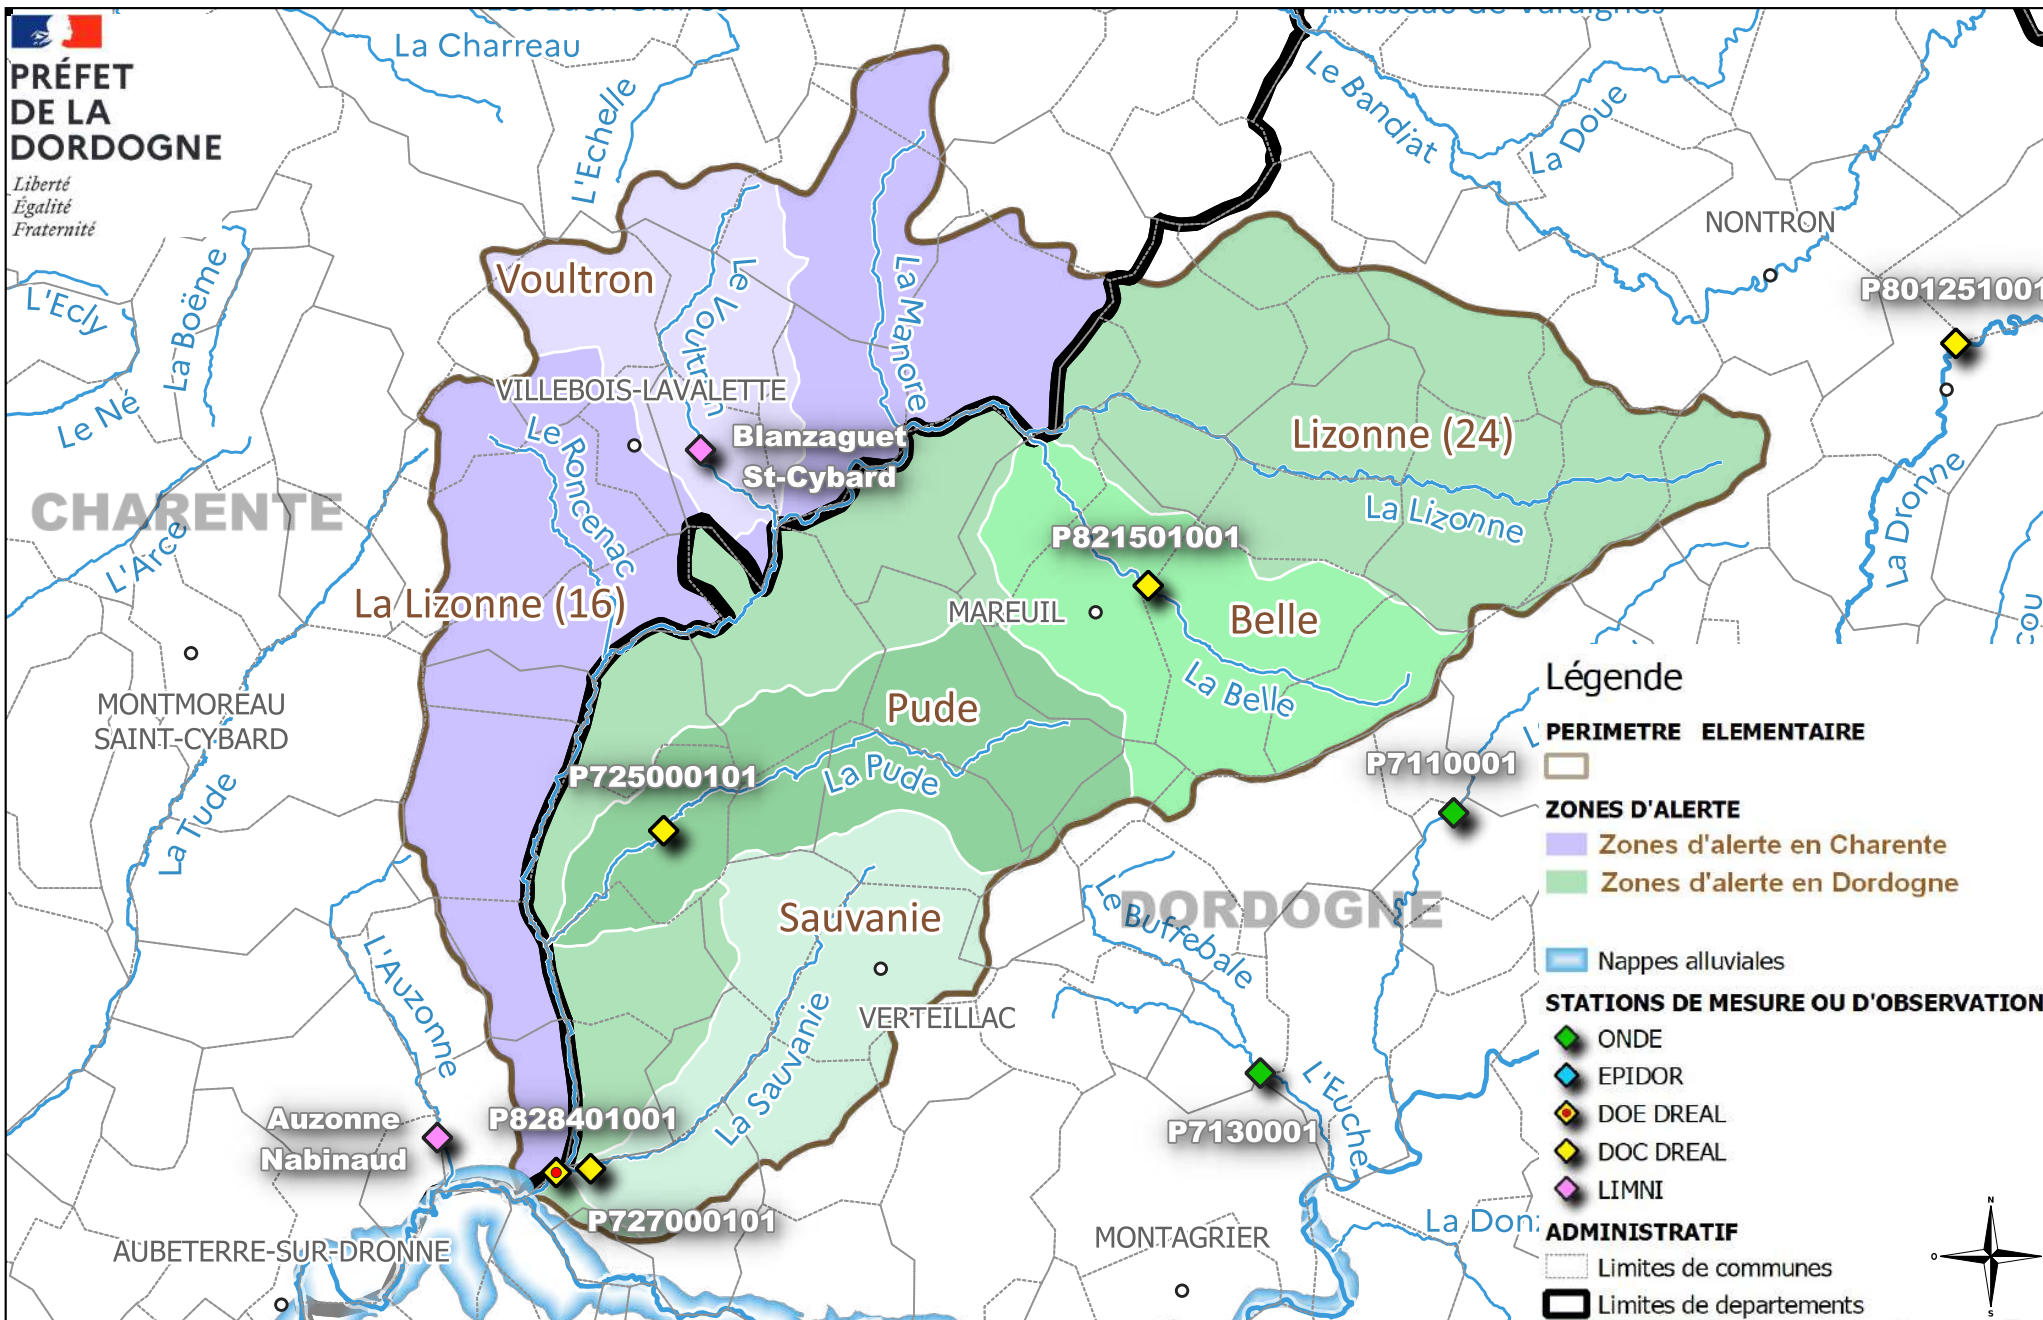 PRÉFET
DE LA
DORDOGNE
Liberté
Égalité
Fraternité
La Charreau
L'Echelle
Le Bandiat
La Doue
NONTRON
P801251001
L'Ecly
La Boëme
Le Né
Voultron
Le Voultron
La Manore
VILLEBOIS-LAVALETTE
Le Roncenac
Blanzaguet
St-Cybard
Lizonne (24)
La Lizonne
La Dronne
CHARENTE
L'Arce
La Lizonne (16)
P821501001
MAREUIL
Belle
La Belle
MONTMOREAU
SAINT-CYBARD
La Tude
Pude
La Pude
P725000101
P7110001
Sauvanie
La Sauvanie
VERTEILLAC
DORDOGNE
Le Buffebale
L'Auzonne
Auzonne
Nabinaud
P828401001
P727000101
P7130001
L'Euche
AUBETERRE-SUR-DRONNE
MONTAGRIER
Légende
PERIMETRE ELEMENTAIRE
ZONES D'ALERTE
Zones d'alerte en Charente
Zones d'alerte en Dordogne
Nappes alluviales
STATIONS DE MESURE OU D'OBSERVATION
ONDE
EPIDOR
DOE DREAL
DOC DREAL
LIMNI
La Don
ADMINISTRATIF
Limites de communes
Limites de departements
N
O
S